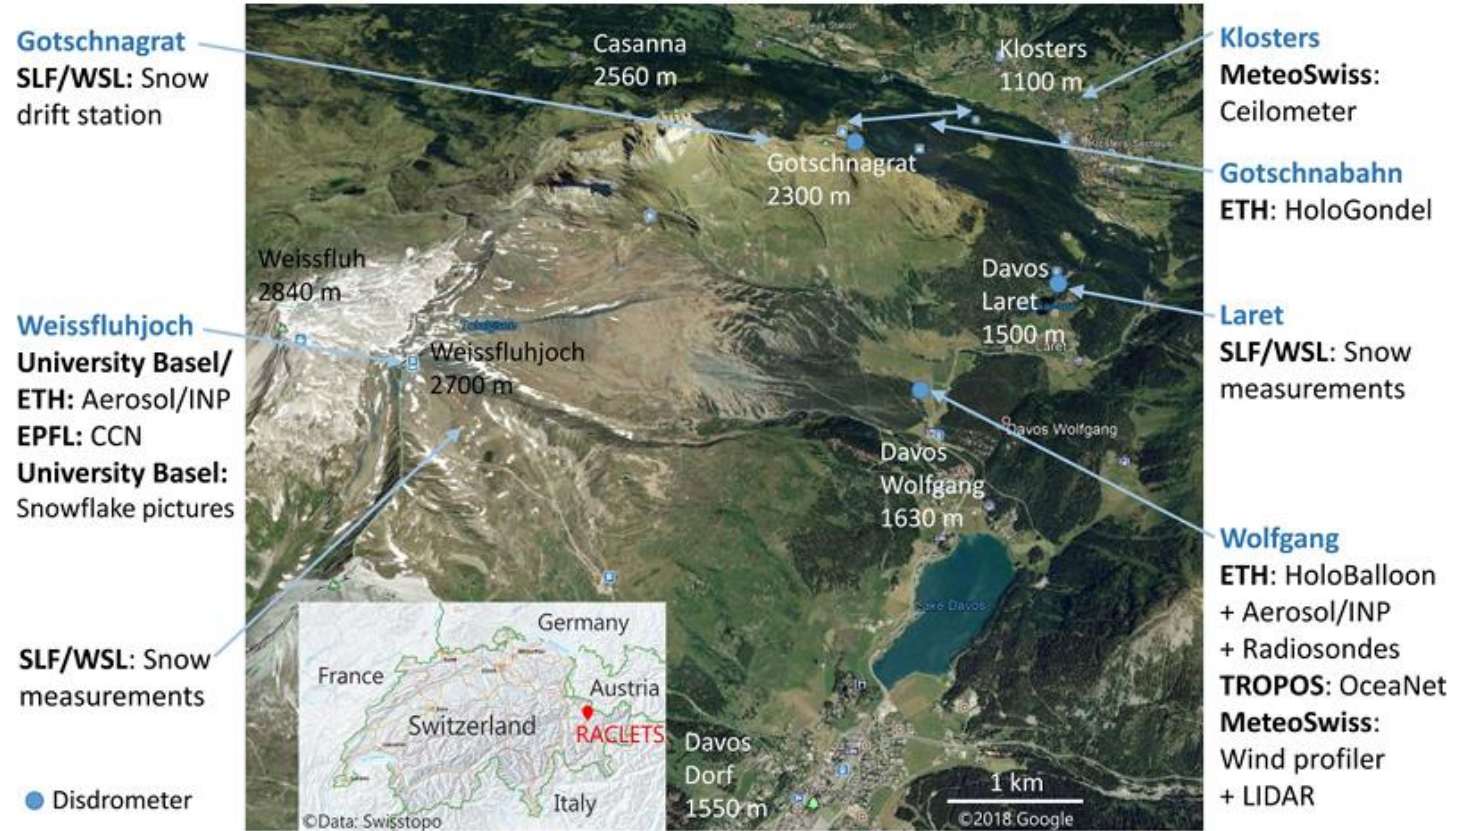 Gotschnagrat
SLF/WSL: Snow
drift station
Weissfluhjoch
University Basel/
ETH: Aerosol/INP
EPFL: CCN
University Basel:
Snowflake pictures
SLF/WSL: Snow
measurements
Disdrometer
Casanna
2560 m
Klosters
1100 m
Gotschnagrat
2300 m
Weissfluh
2840 m
Weissfluhjoch
2700 m
Davos
Laret
1500 m
Laret
Davos Wolfgang
Davos
Wolfgang
1630 m
Lake Davos
Davos
Dorf
1550 m
1 km
©2018 Google
Germany
France
Austria
Switzerland
RACLETS
Italy
©Data: Swisstopo
Klosters
MeteoSwiss:
Ceilometer
Gotschnabahn
ETH: HoloGondel
Laret
SLF/WSL: Snow
measurements
Wolfgang
ETH: HoloBalloon
+ Aerosol/INP
+ Radiosondes
TROPOS: OceaNet
MeteoSwiss:
Wind profiler
+ LIDAR